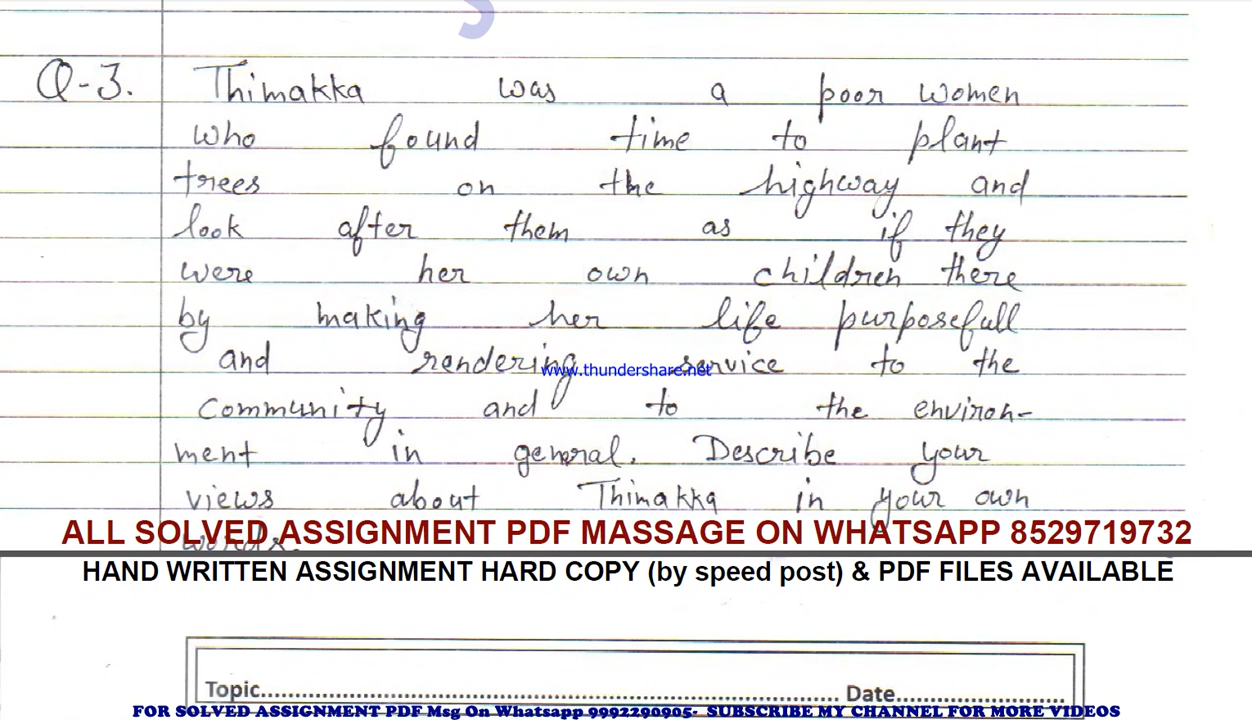 S
Q-3. Thimakka was a poor women
who found time to plant
trees on the highway and
look after them as if they
were her own children there
by making her life purposefull
and rendering service to the
www.thundershare.net
community and to the environ-
ment in general. Describe your
views about Thimakka in your own
words.
ALL SOLVED ASSIGNMENT PDF MASSAGE ON WHATSAPP 8529719732
HAND WRITTEN ASSIGNMENT HARD COPY (by speed post) & PDF FILES AVAILABLE
Topic.......................................................................................... Date..........................
FOR SOLVED ASSIGNMENT PDF Msg On Whatsapp 9992290905- SUBSCRIBE MY CHANNEL FOR MORE VIDEOS